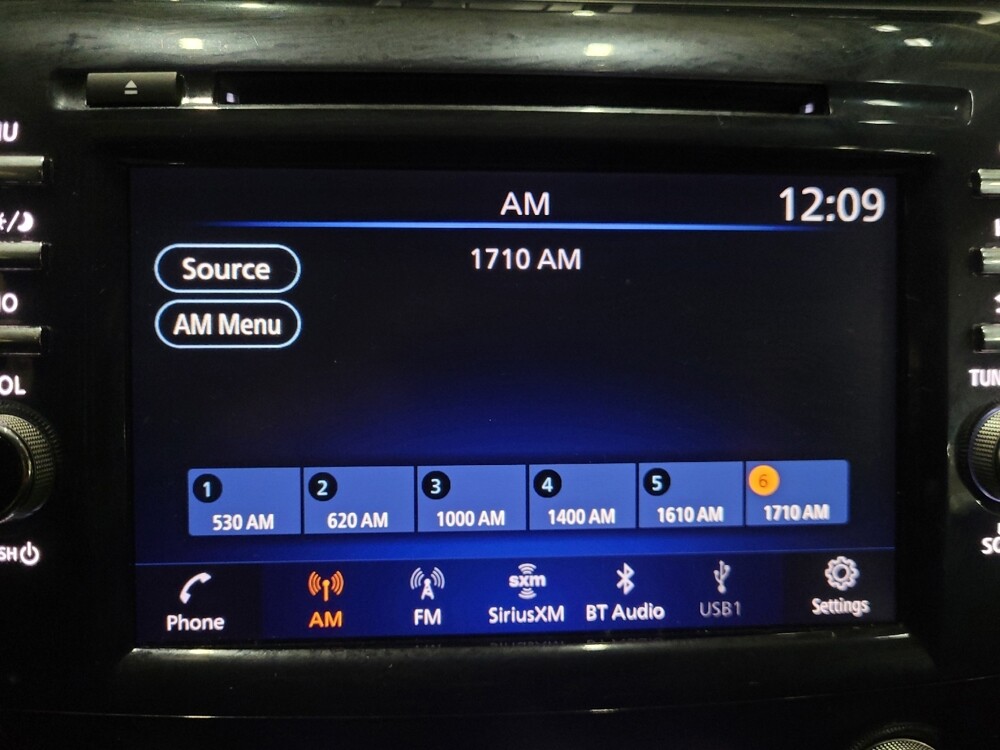 AM
12:09
1710 AM
Source
AM Menu
1 2 3 4 5 6
530 AM 620 AM 1000 AM 1400 AM 1610 AM 1710 AM
sxm
Phone AM FM SiriusXM BT Audio USB1 Settings